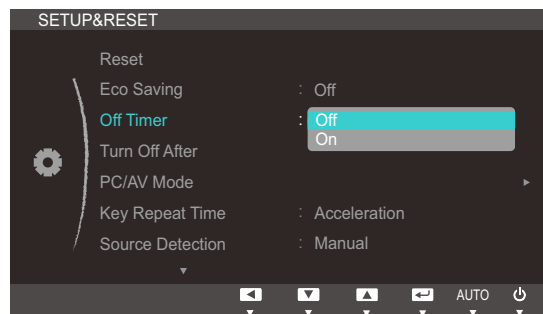 SETUP&RESET
Reset
Eco Saving : Off
Off Timer : Off
On
Turn Off After
PC/AV Mode
Key Repeat Time : Acceleration
Source Detection : Manual
AUTO